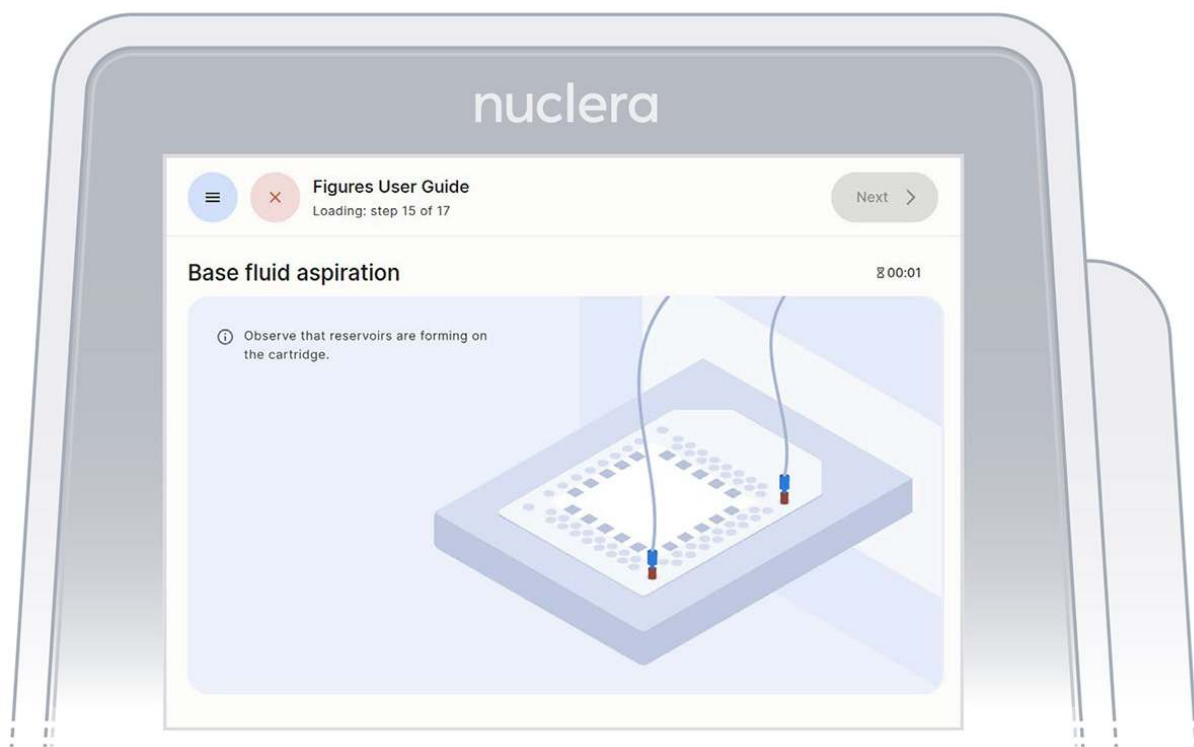 nuclera
Figures User Guide
Loading: step 15 of 17
Next
Base fluid aspiration
00:01
Observe that reservoirs are forming on
the cartridge.